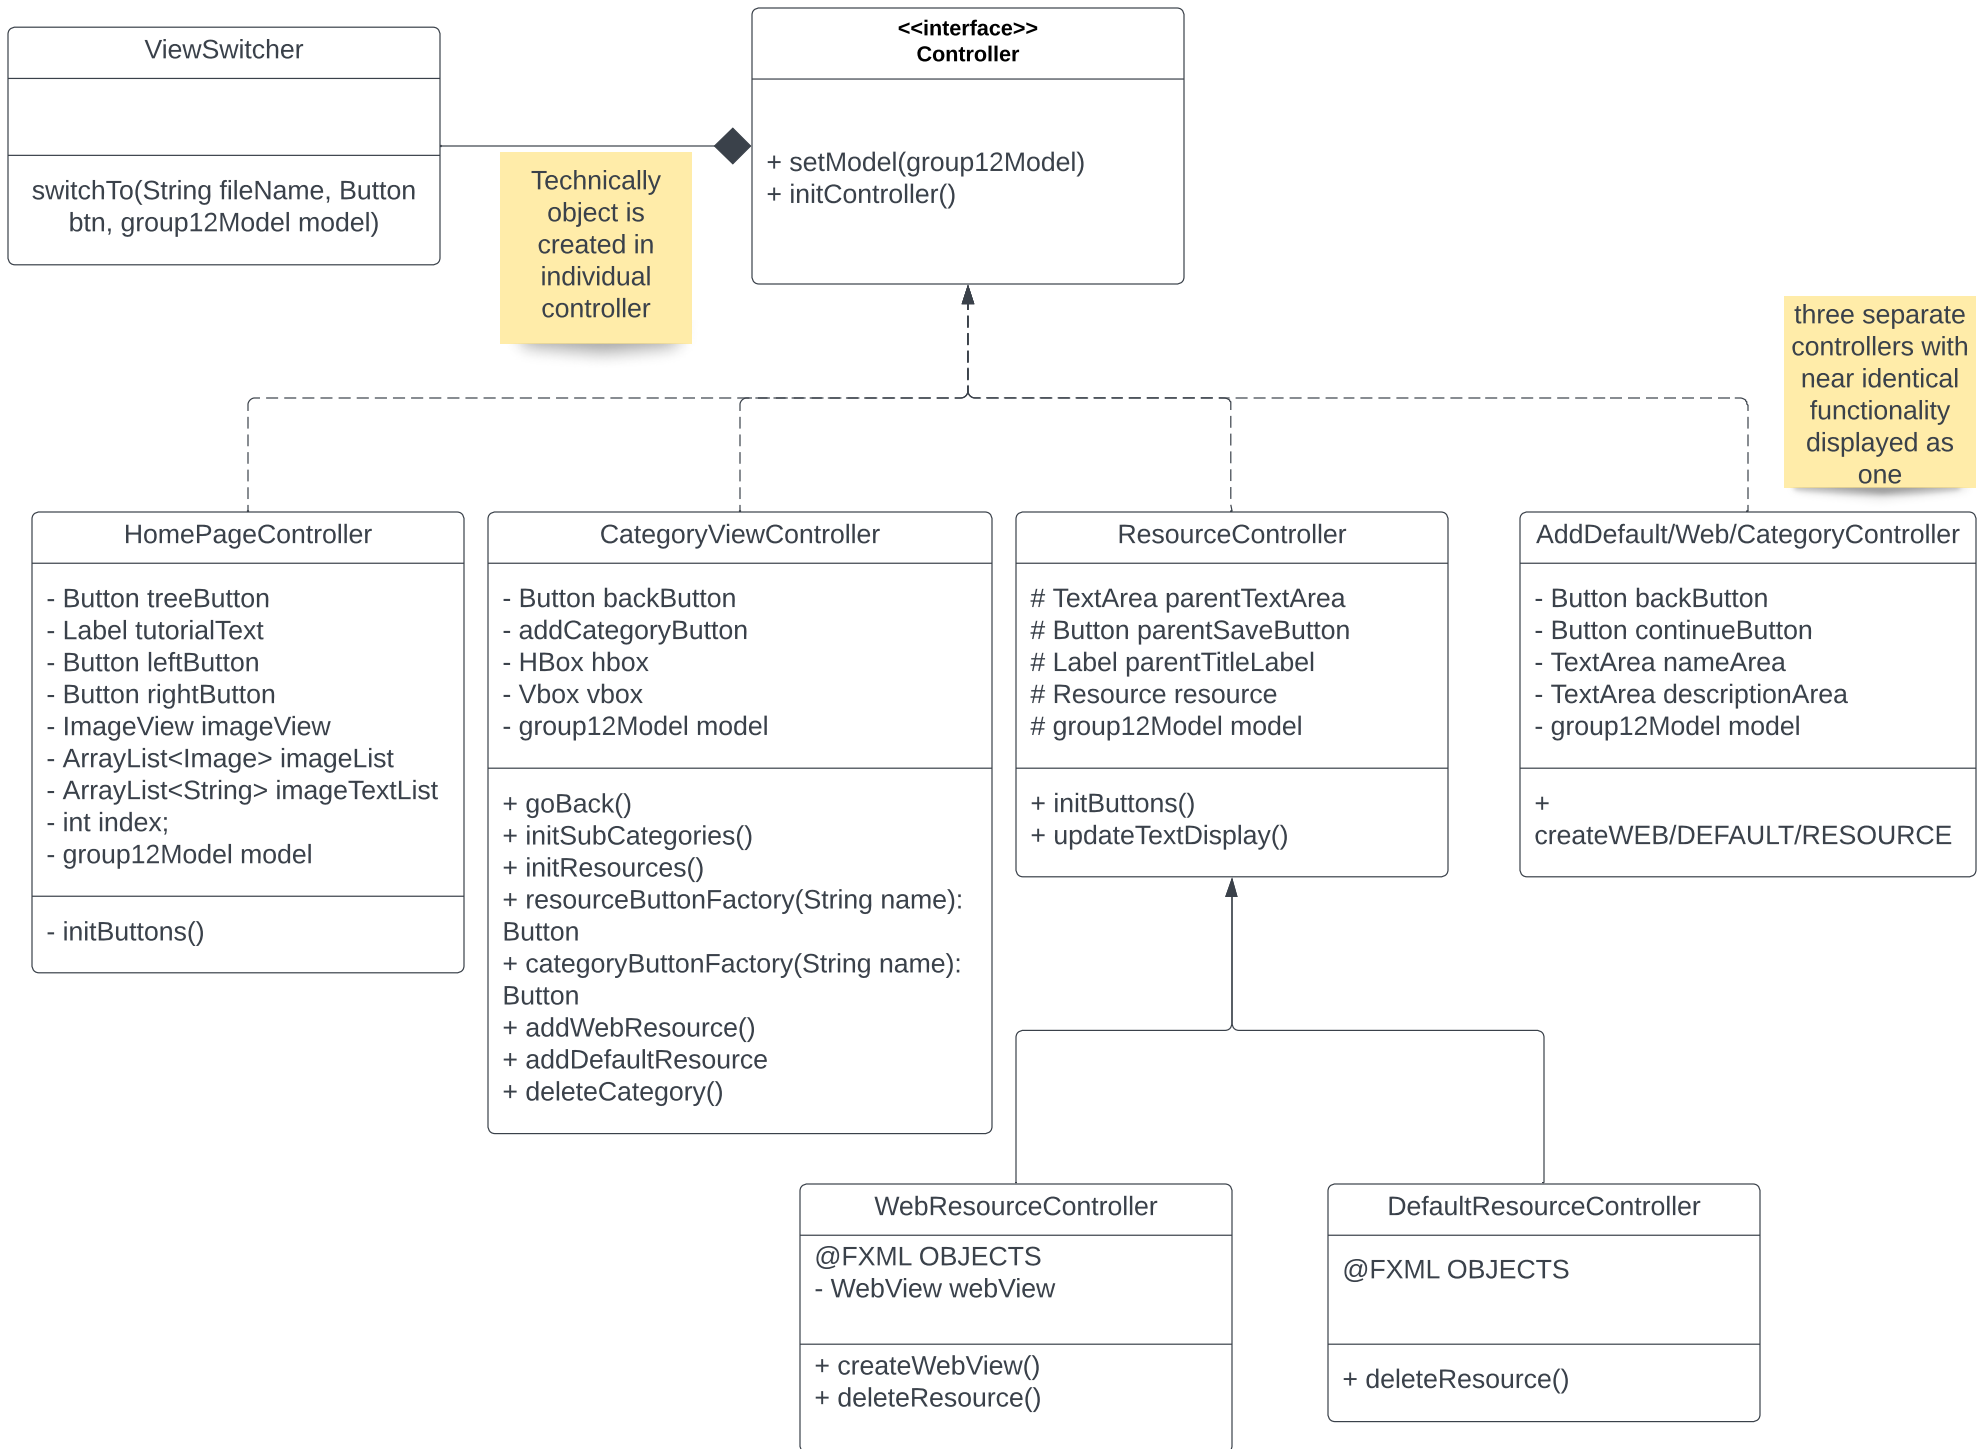 ViewSwitcher
switchTo(String fileName, Button
btn, group12Model model)
Technically
object is
created in
individual
controller
<<interface>>
Controller
+ setModel(group12Model)
+ initController()
three separate
controllers with
near identical
functionality
displayed as
one
HomePageController
- Button treeButton
- Label tutorialText
- Button leftButton
- Button rightButton
- ImageView imageView
- ArrayList<Image> imageList
- ArrayList<String> imageTextList
- int index;
- group12Model model
- initButtons()
CategoryViewController
- Button backButton
- addCategoryButton
- HBox hbox
- Vbox vbox
- group12Model model
+ goBack()
+ initSubCategories()
+ initResources()
+ resourceButtonFactory(String name):
Button
+ categoryButtonFactory(String name):
Button
+ addWebResource()
+ addDefaultResource
+ deleteCategory()
ResourceController
# TextArea parentTextArea
# Button parentSaveButton
# Label parentTitleLabel
# Resource resource
# group12Model model
+ initButtons()
+ updateTextDisplay()
AddDefault/Web/CategoryController
- Button backButton
- Button continueButton
- TextArea nameArea
- TextArea descriptionArea
- group12Model model
+
createWEB/DEFAULT/RESOURCE
WebResourceController
@FXML OBJECTS
- WebView webView
+ createWebView()
+ deleteResource()
DefaultResourceController
@FXML OBJECTS
+ deleteResource()